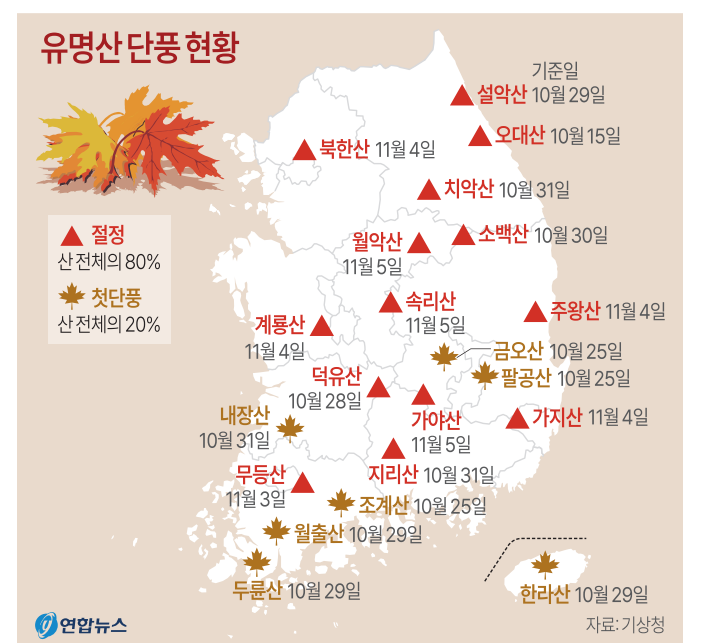 유명산 단풍 현황
기준일
설악산 10월 29일
오대산 10월 15일
북한산 11월 4일
치악산 10월 31일
절정
산 전체의 80%
첫단풍
산 전체의 20%
소백산 10월 30일
월악산
11월 5일
속리산
11월 5일
주왕산 11월 4일
계룡산
11월 4일
금오산 10월 25일
팔공산 10월 25일
덕유산
10월 28일
가야산
11월 5일
가지산 11월 4일
내장산
10월 31일
지리산 10월 31일
무등산
11월 3일
조계산 10월 25일
월출산 10월 29일
두륜산 10월 29일
한라산 10월 29일
연합뉴스
자료: 기상청